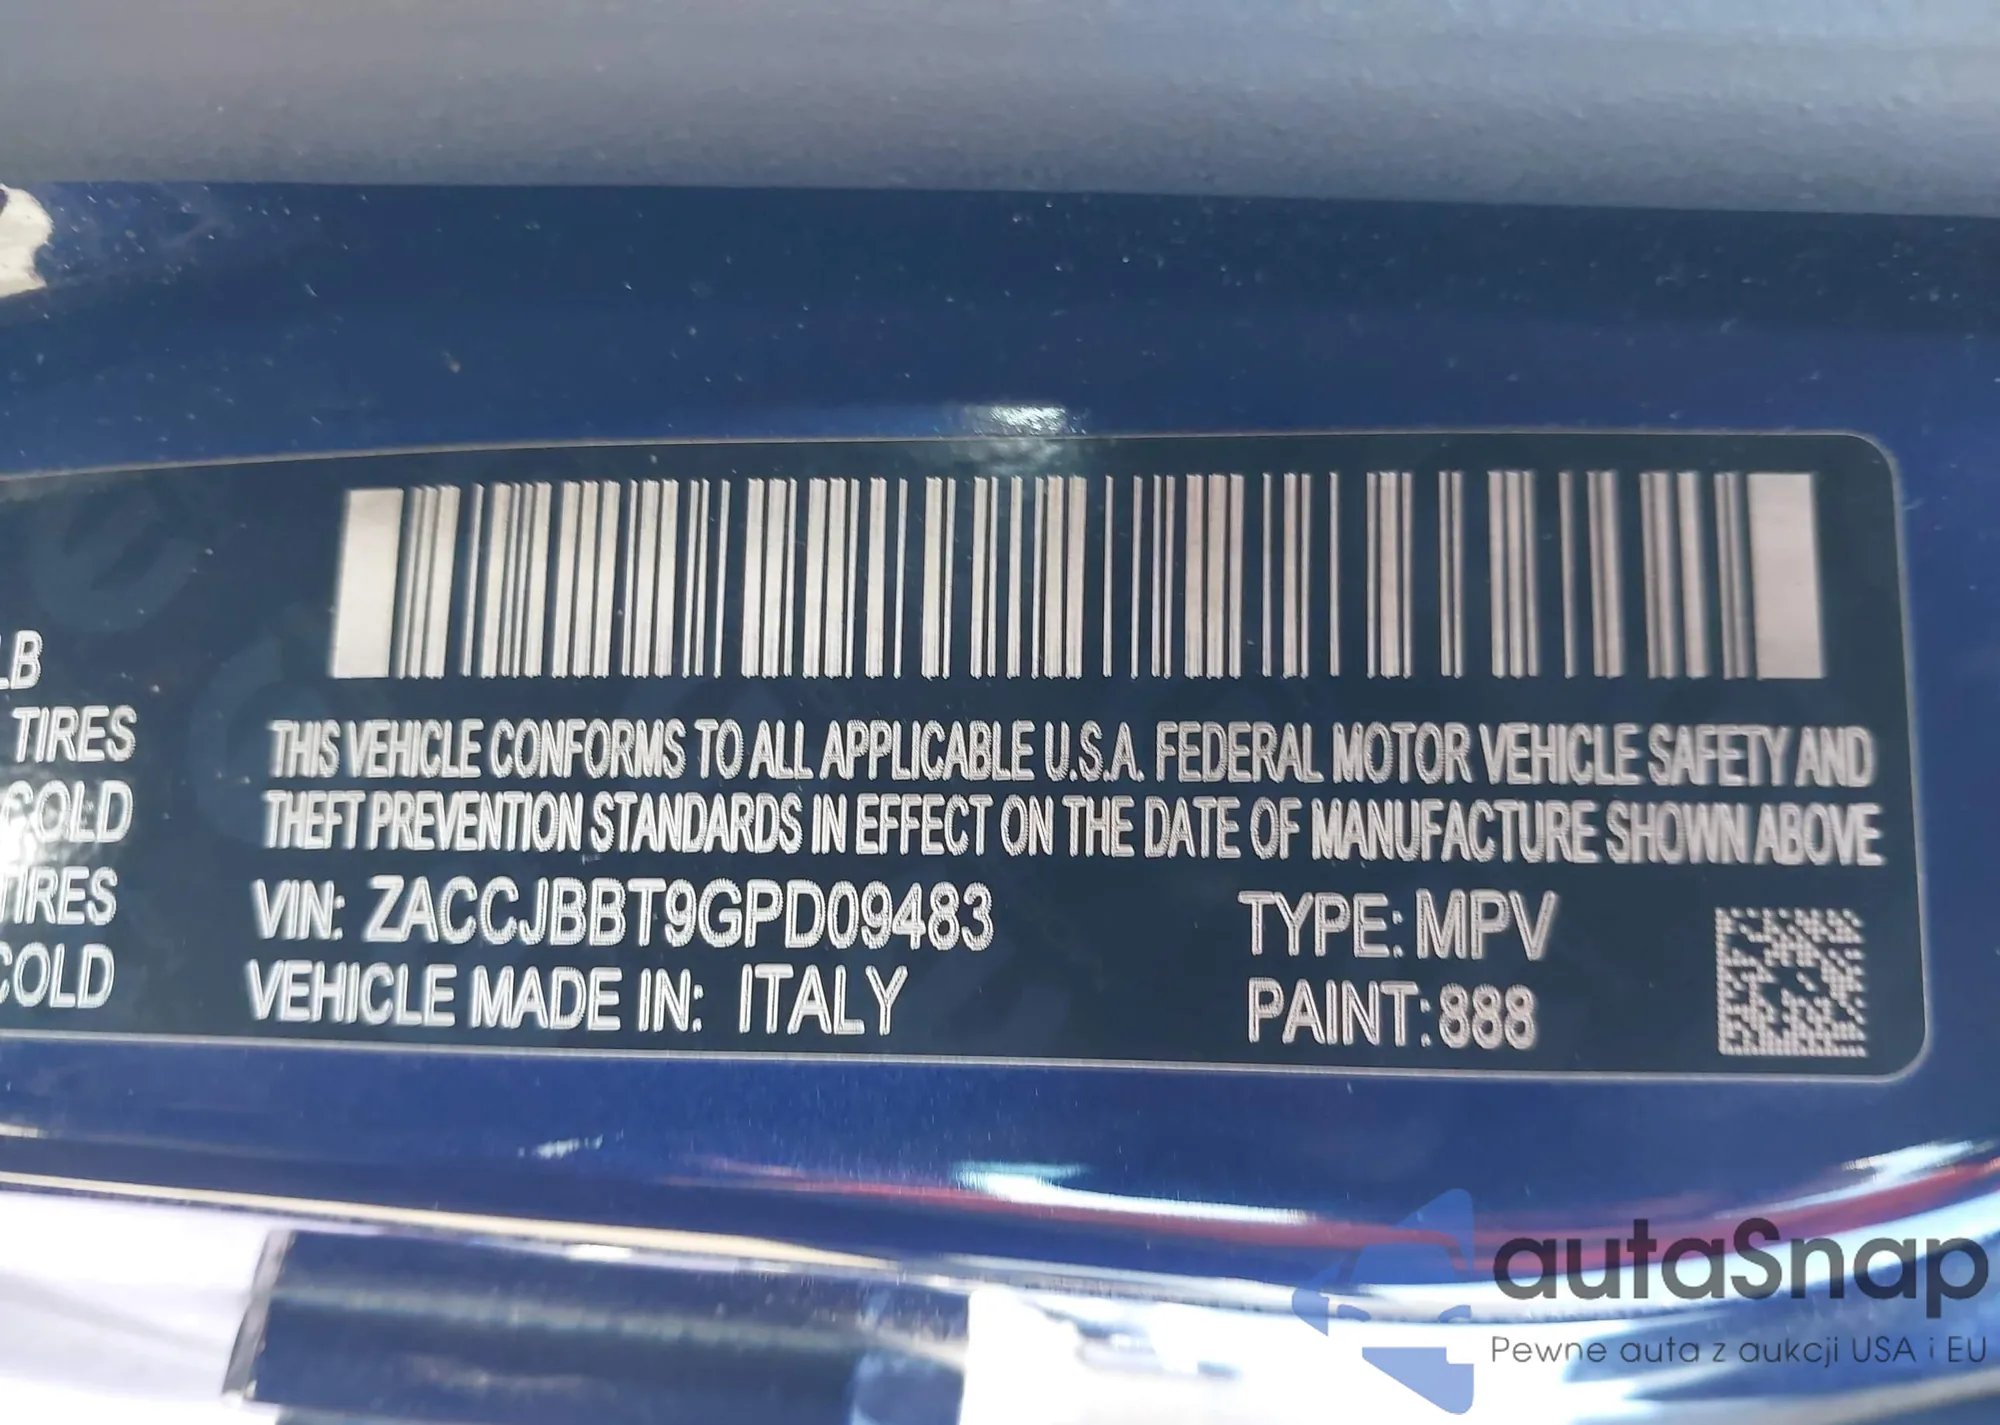 LB
TIRES
COLD
TIRES
COLD
THIS VEHICLE CONFORMS TO ALL APPLICABLE U.S.A. FEDERAL MOTOR VEHICLE SAFETY AND
THEFT PREVENTION STANDARDS IN EFFECT ON THE DATE OF MANUFACTURE SHOWN ABOVE
VIN: ZACCJBBT9GPD09483
TYPE: MPV
VEHICLE MADE IN: ITALY
PAINT: 888
autaSnap
Pewne auta z aukcji USA i EU